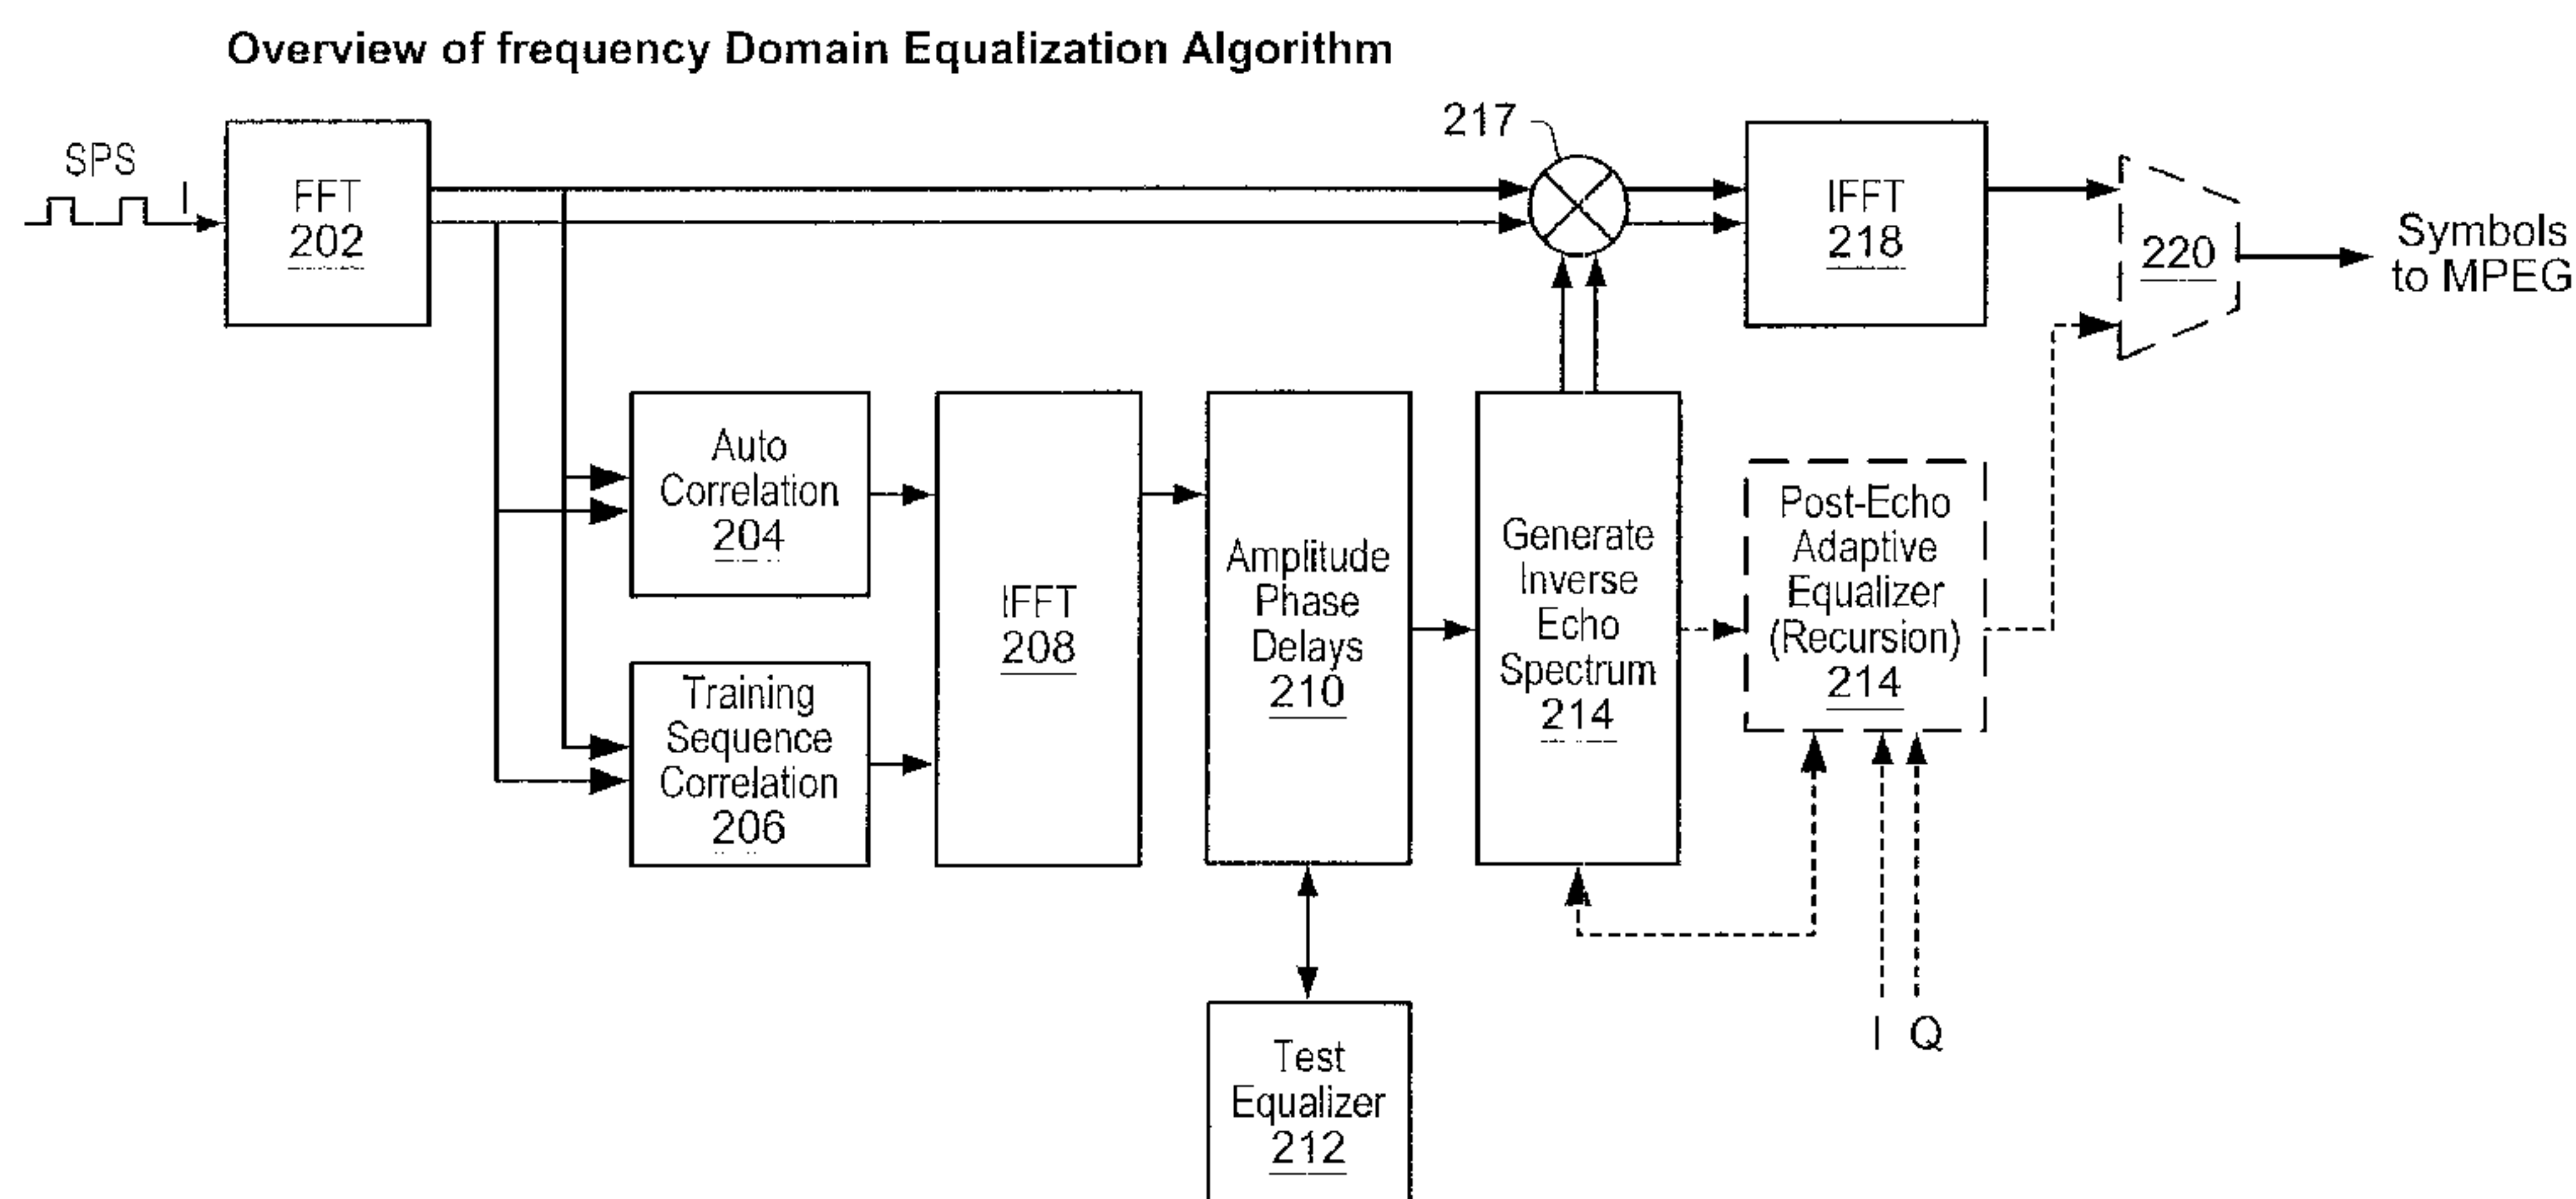 Overview of frequency Domain Equalization Algorithm
217
SPS
I
FFT
202
IFFT
218
220
Symbols
to MPEG
Auto
Correlation
204
Training
Sequence
Correlation
206
IFFT
208
Amplitude
Phase
Delays
210
Generate
Inverse
Echo
Spectrum
214
Post-Echo
Adaptive
Equalizer
(Recursion)
214
I Q
Test
Equalizer
212